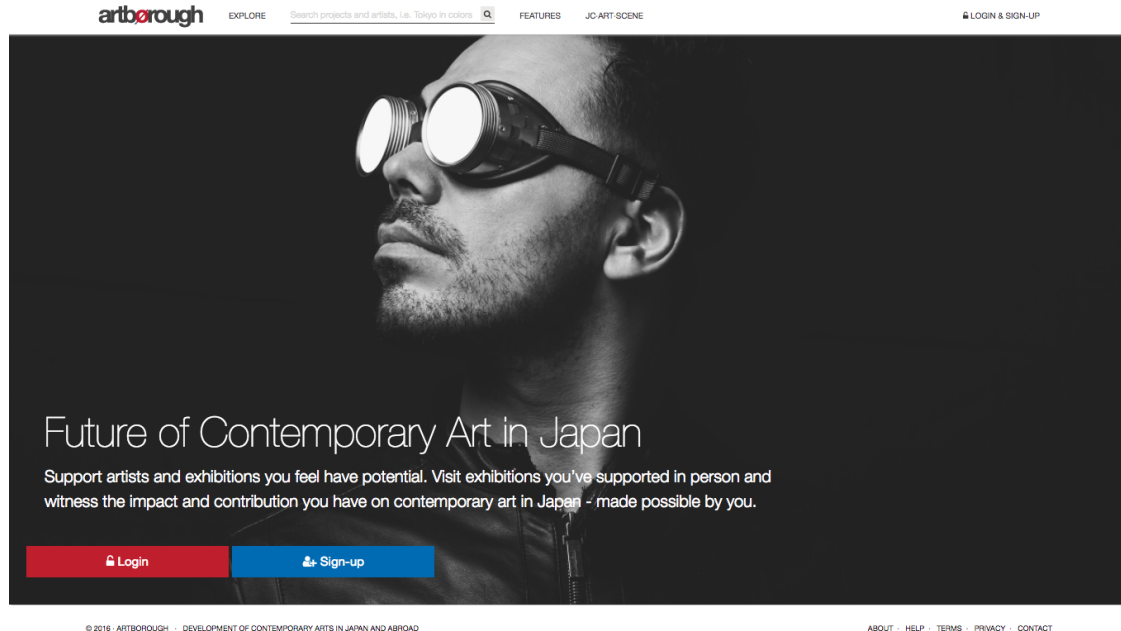 artborough EXPLORE Search projects and artists, i.e. Tokyo in colors FEATURES JC-ART-SCENE LOGIN & SIGN-UP
Future of Contemporary Art in Japan
Support artists and exhibitions you feel have potential. Visit exhibitions you've supported in person and
witness the impact and contribution you have on contemporary art in Japan - made possible by you.
Login Sign-up
© 2016 · ARTBOROUGH · DEVELOPMENT OF CONTEMPORARY ARTS IN JAPAN AND ABROAD ABOUT · HELP · TERMS · PRIVACY · CONTACT